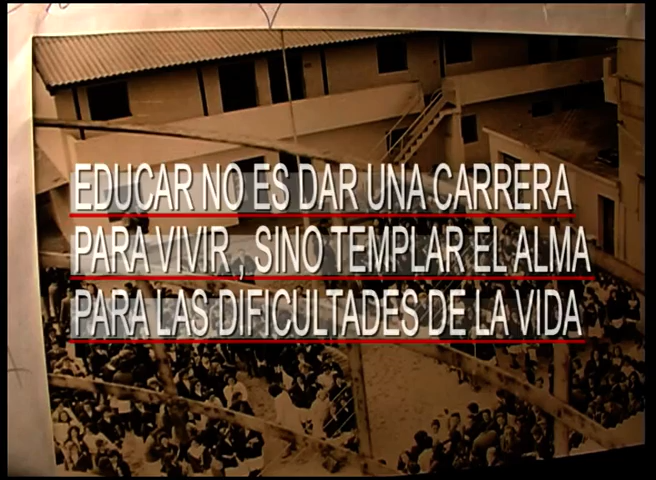 EDUCAR NO ES DAR UNA CARRERA
PARA VIVIR , SINO TEMPLAR EL ALMA
PARA LAS DIFICULTADES DE LA VIDA